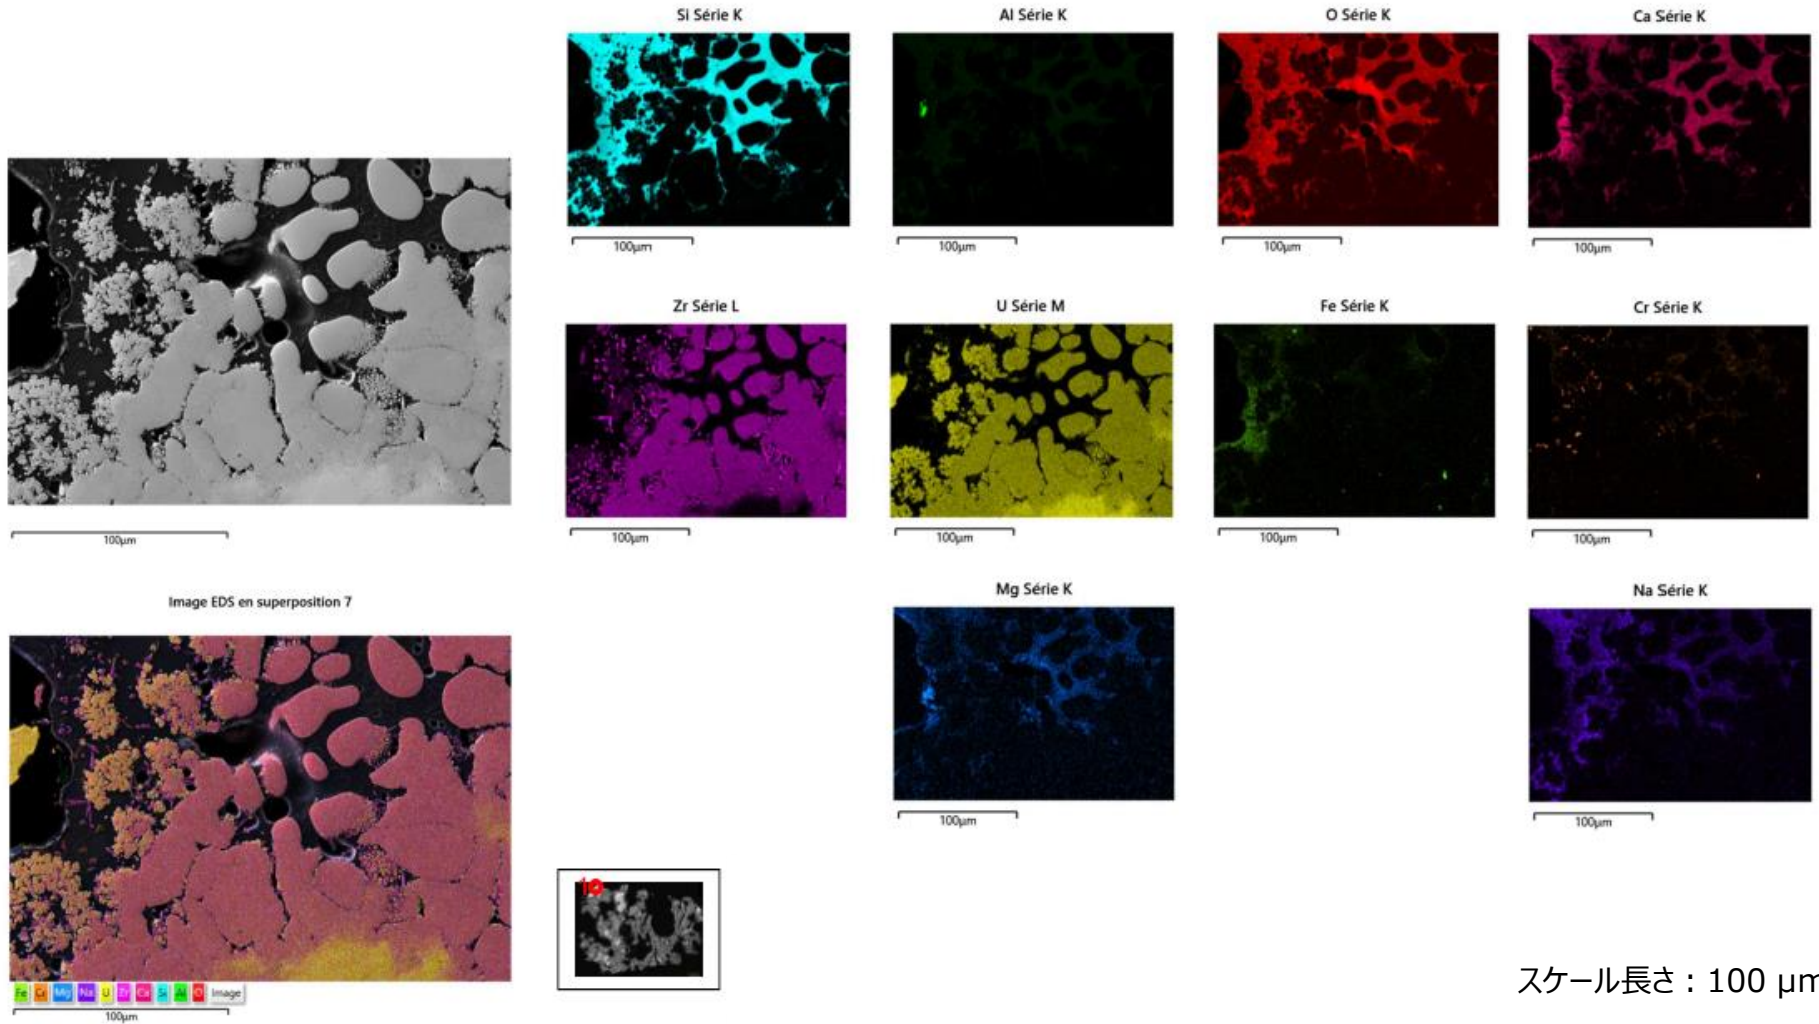 Si Série K
Al Série K
O Série K
Ca Série K
100µm
100µm
100µm
100µm
100µm
Zr Série L
U Série M
Fe Série K
Cr Série K
100µm
100µm
100µm
100µm
Image EDS en superposition 7
Mg Série K
Na Série K
100µm
100µm
10
Fe Cr Mg Na U Zr Ca Si Al O Image
100µm
スケール長さ：100 µm